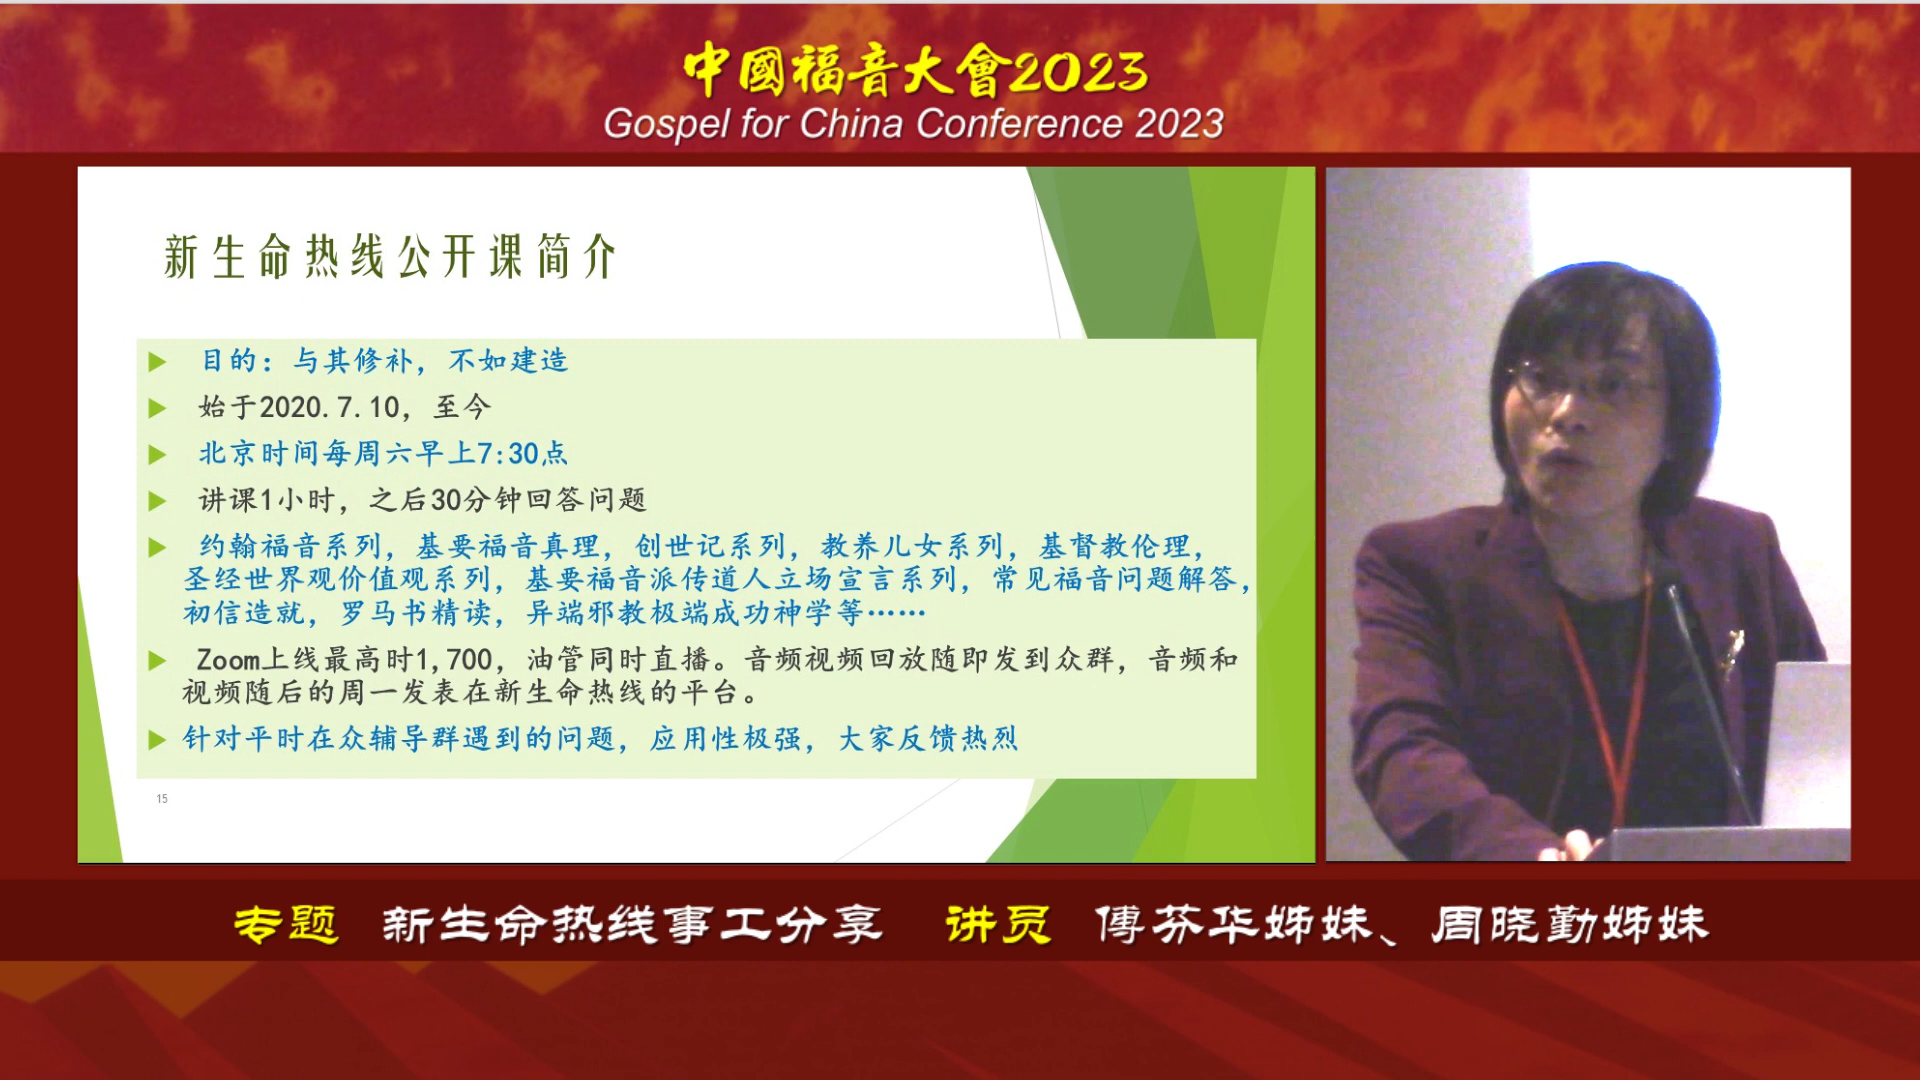 中國福音大會2023
Gospel for China Conference 2023
新生命热线公开课简介
目的：与其修补，不如建造
始于2020.7.10，至今
北京时间每周六早上7:30点
讲课1小时，之后30分钟回答问题
约翰福音系列，基要福音真理，创世记系列，教养儿女系列，基督教伦理，
圣经世界观价值观系列，基要福音派传道人立场宣言系列，常见福音问题解答，
初信造就，罗马书精读，异端邪教极端成功神学等……
Zoom上线最高时1,700，油管同时直播。音频视频回放随即发到众群，音频和
视频随后的周一发表在新生命热线的平台。
针对平时在众辅导群遇到的问题，应用性极强，大家反馈热烈
15
专题 新生命热线事工分享 讲员 傅芬华姊妹、周晓勤姊妹